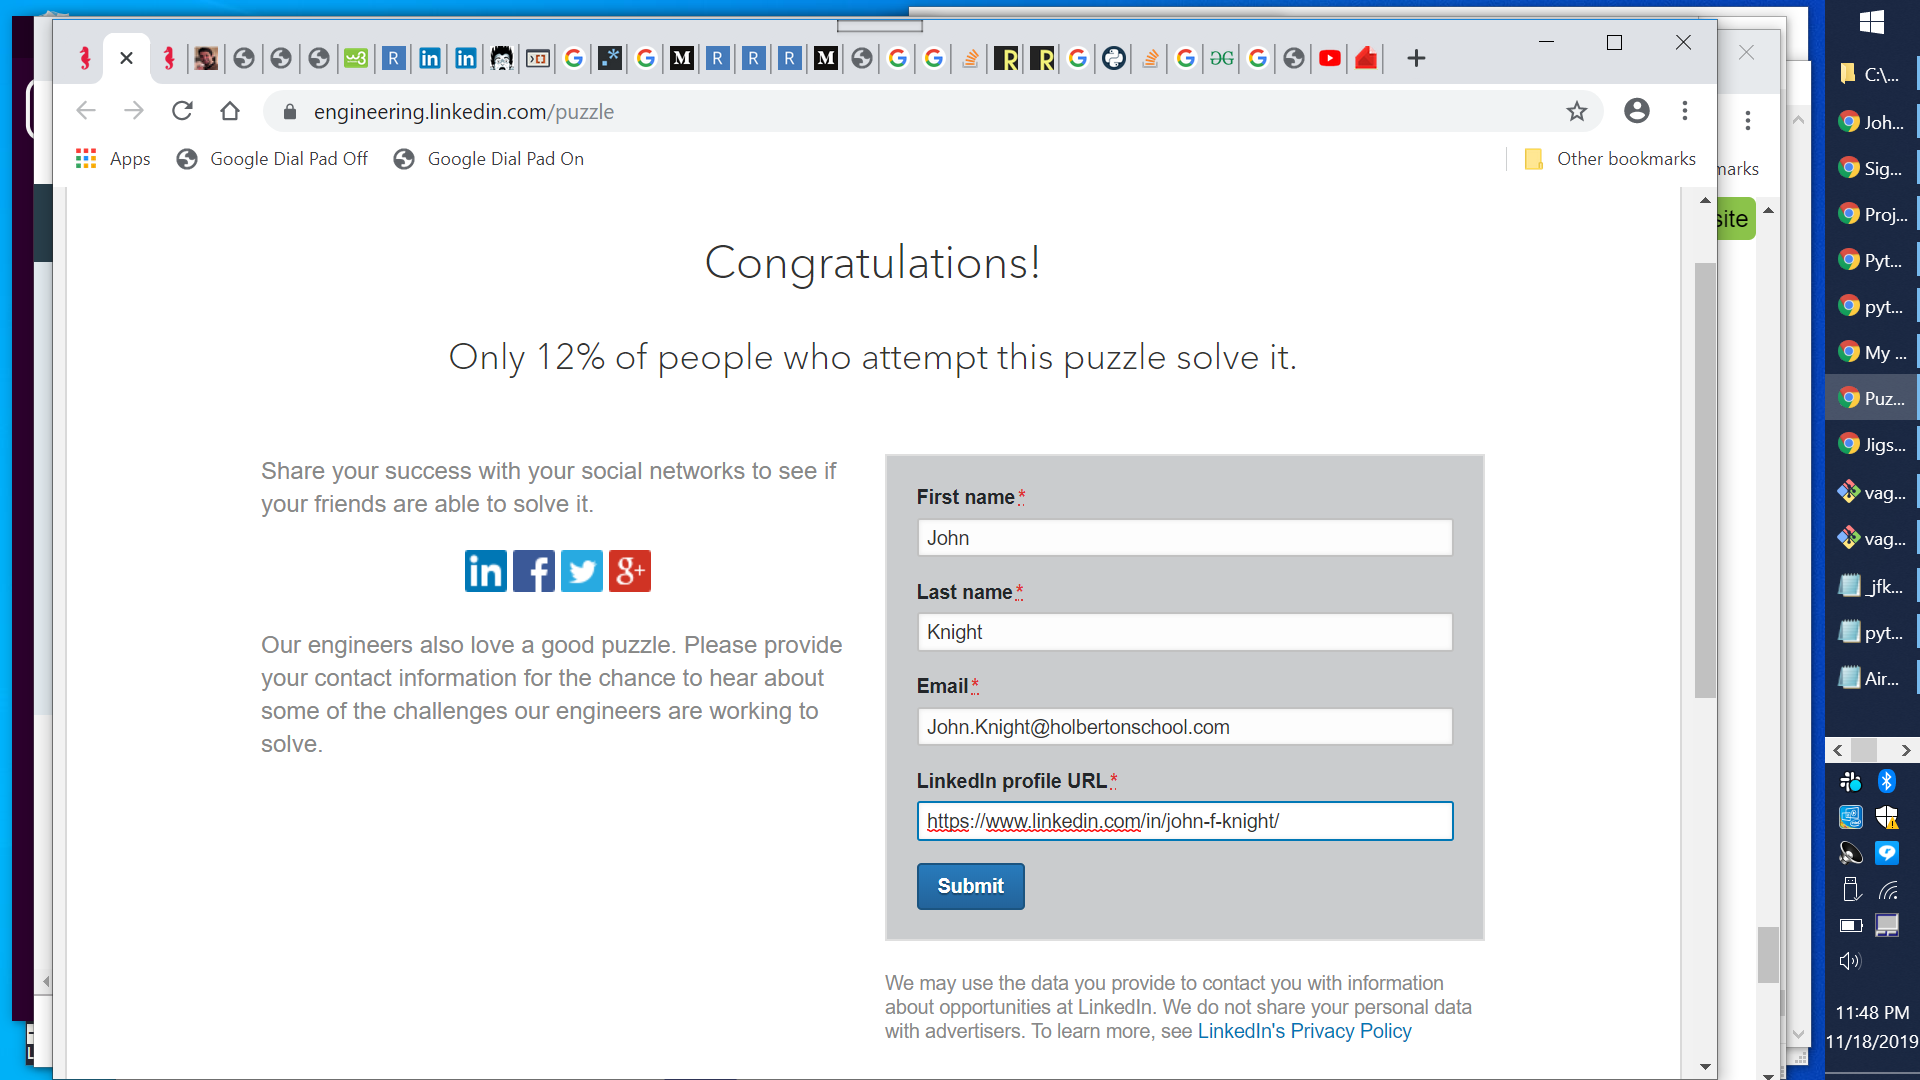 engineering.linkedin.com/puzzle
Apps
Google Dial Pad Off
Google Dial Pad On
Other bookmarks
marks
site
Congratulations!
Only 12% of people who attempt this puzzle solve it.
Share your success with your social networks to see if
your friends are able to solve it.
in f g+
Our engineers also love a good puzzle. Please provide
your contact information for the chance to hear about
some of the challenges our engineers are working to
solve.
First name*
John
Last name*
Knight
Email*
John.Knight@holbertonschool.com
LinkedIn profile URL*
https://www.linkedin.com/in/john-f-knight/
Submit
We may use the data you provide to contact you with information
about opportunities at LinkedIn. We do not share your personal data
with advertisers. To learn more, see LinkedIn's Privacy Policy
C:\...
Joh...
Sig...
Proj...
Pyt...
pyt...
My ...
Puz...
Jigs...
vag...
vag...
_jfk...
pyt...
Air...
11:48 PM
11/18/2019